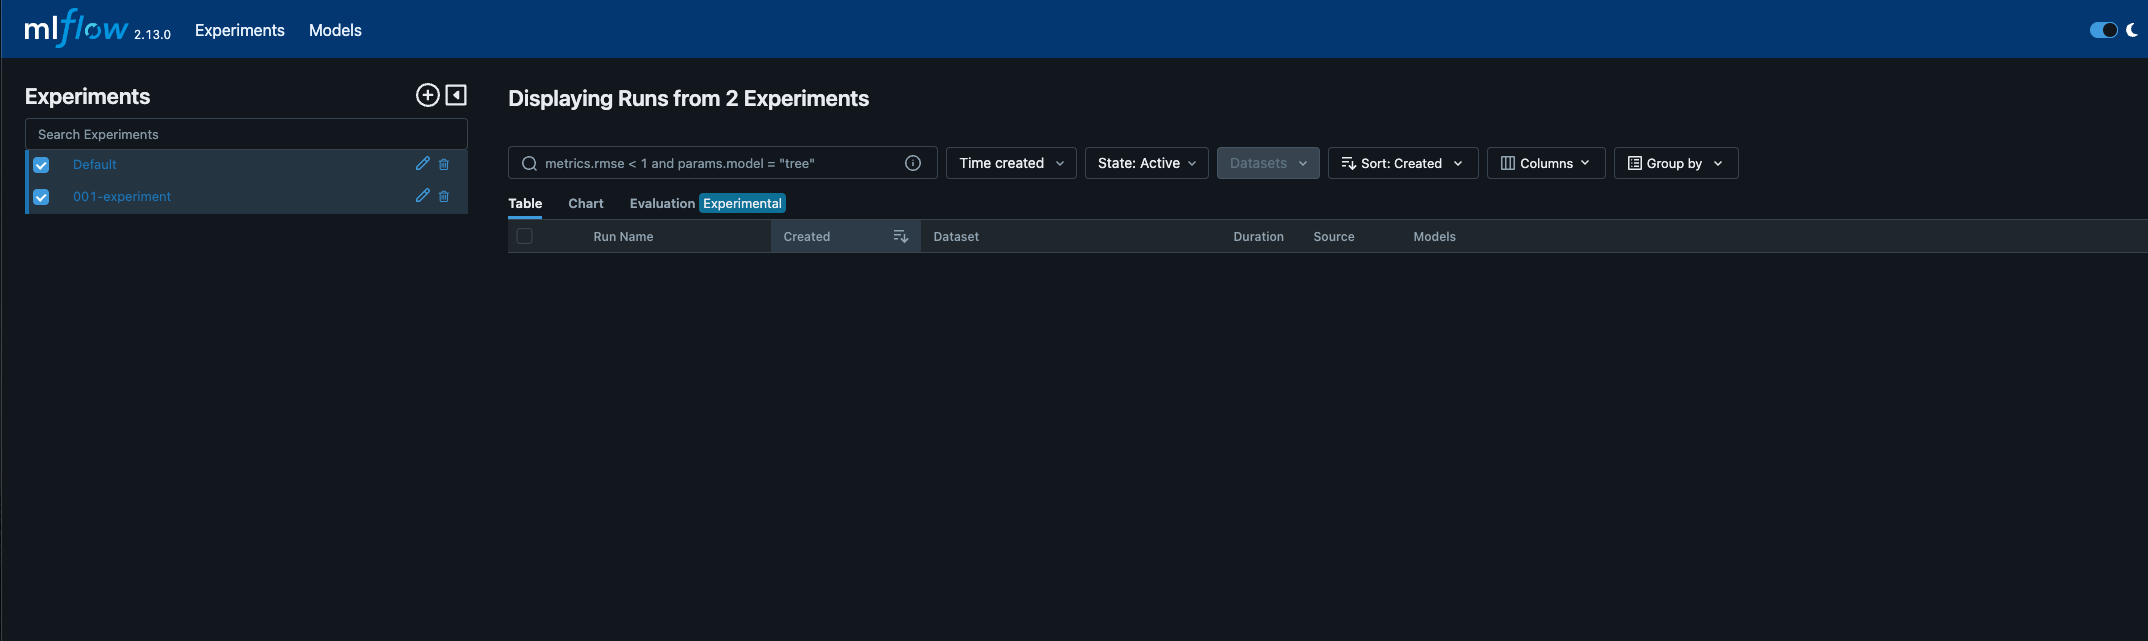 mlflow 2.13.0 Experiments Models
Experiments
Search Experiments
Default
001-experiment
Displaying Runs from 2 Experiments
metrics.rmse < 1 and params.model = "tree" Time created State: Active Datasets Sort: Created Columns Group by
Table Chart Evaluation Experimental
Run Name Created Dataset Duration Source Models